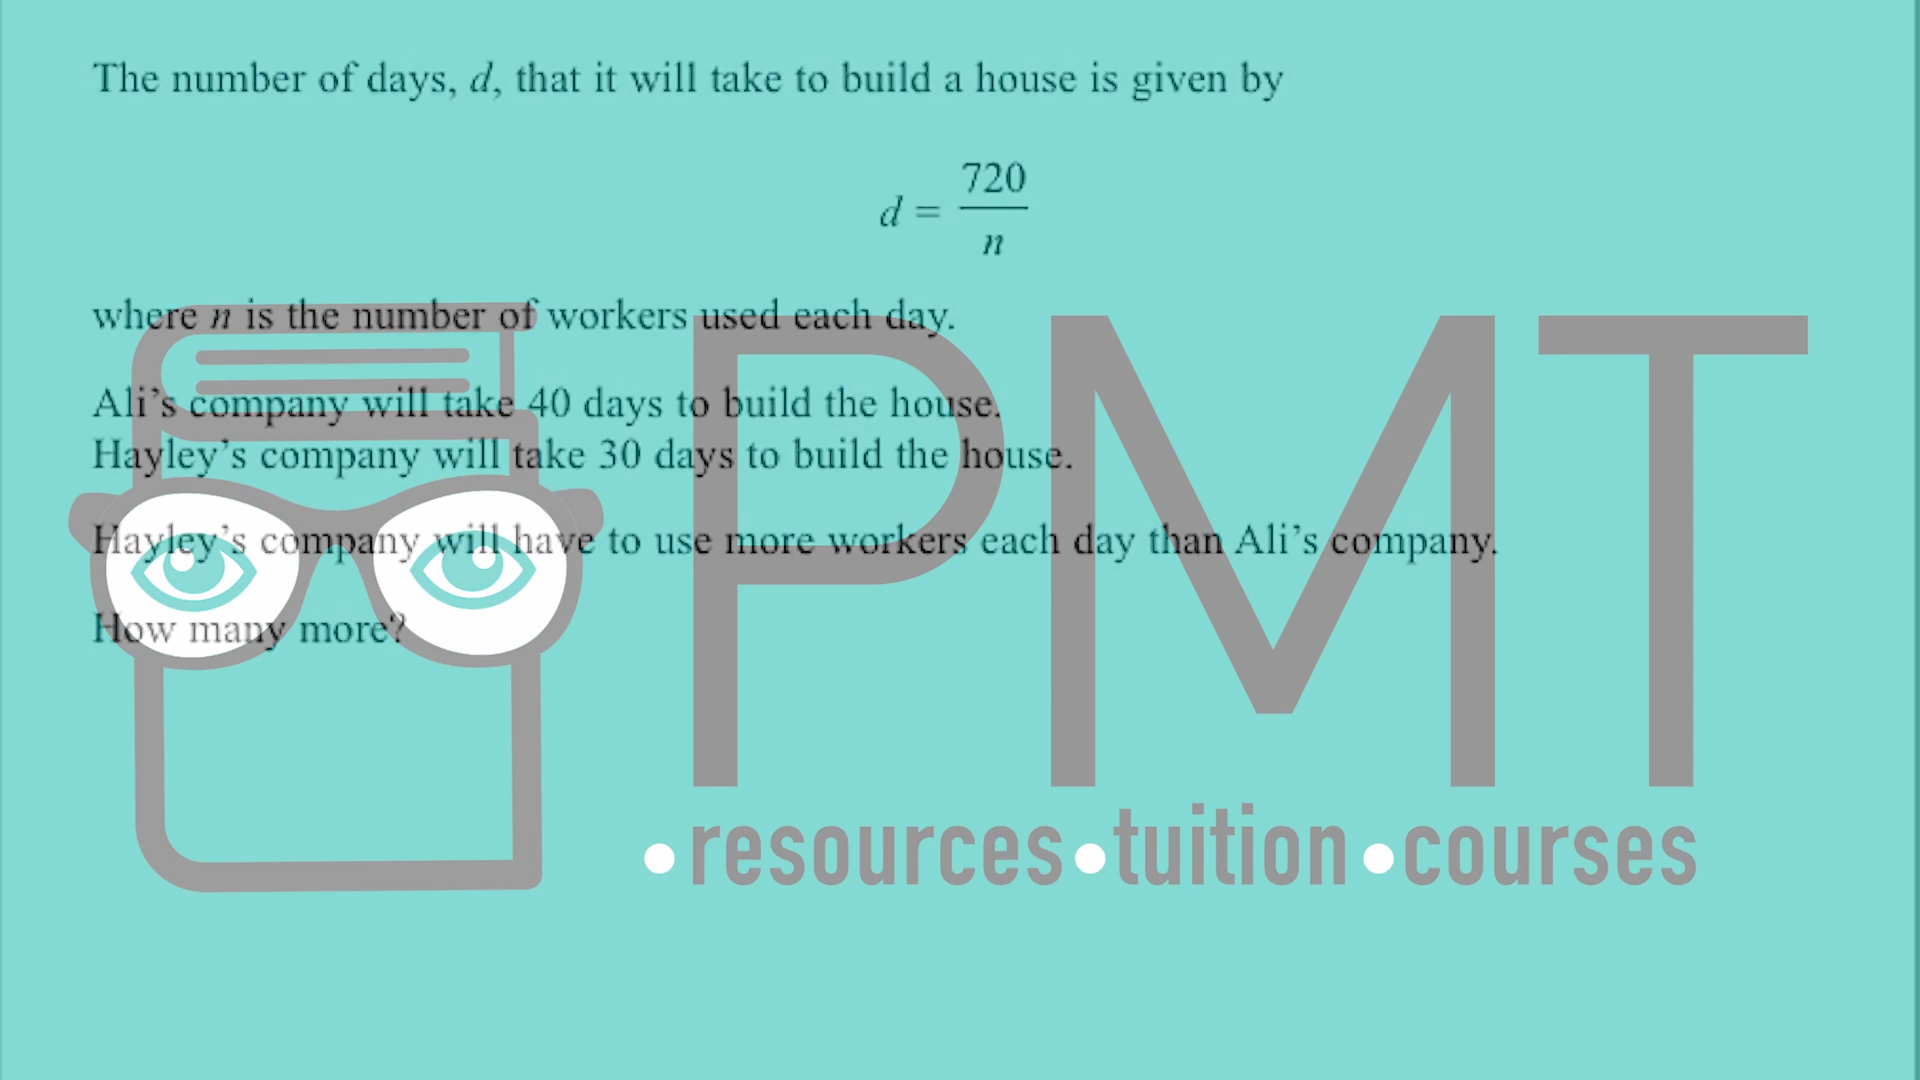 The number of days, d, that it will take to build a house is given by
d = 720/n
where n is the number of workers used each day.
Ali’s company will take 40 days to build the house.
Hayley’s company will take 30 days to build the house.
Hayley’s company will have to use more workers each day than Ali’s company.
How many more?
PMT
•resources•tuition•courses